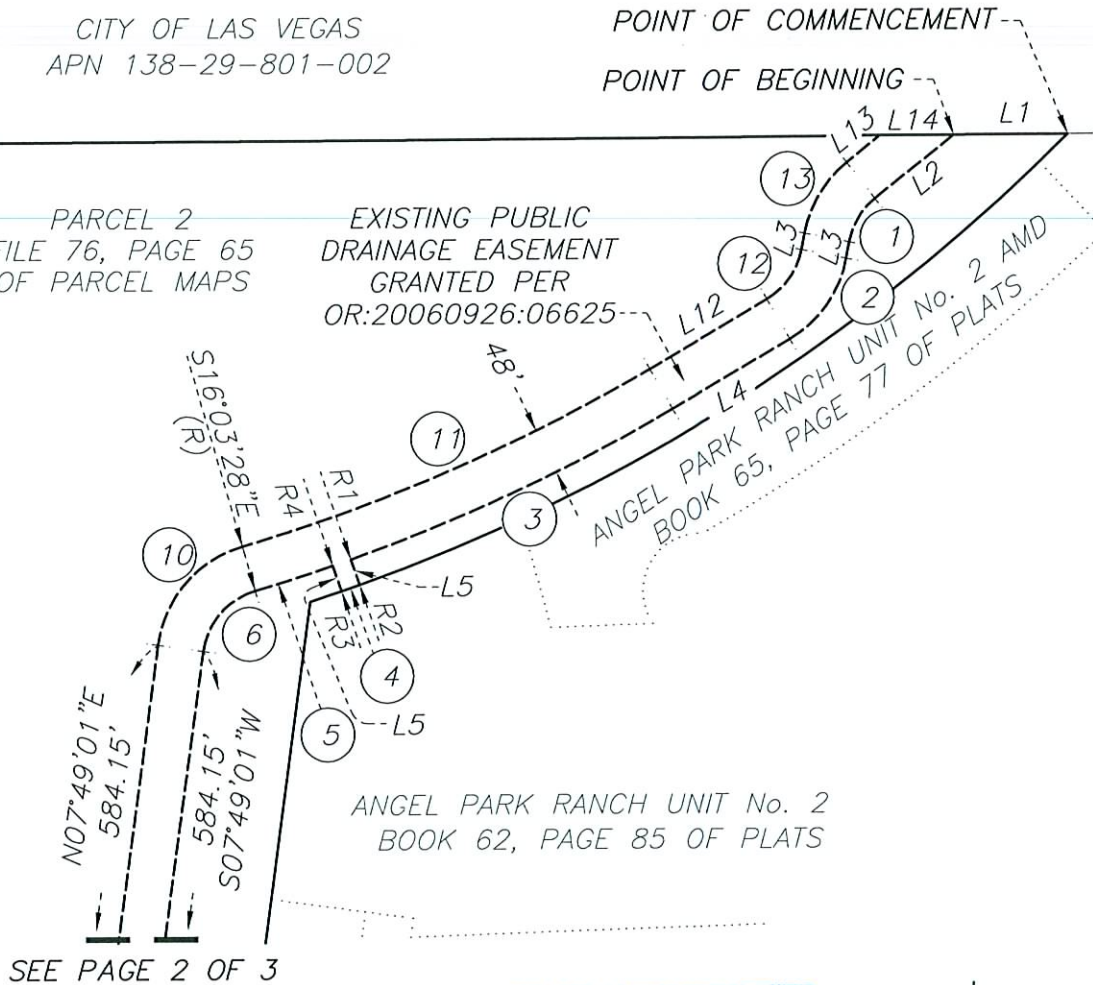 CITY OF LAS VEGAS
APN 138-29-801-002
POINT OF COMMENCEMENT
POINT OF BEGINNING
L13
L14
L1
13
L2
PARCEL 2
FILE 76, PAGE 65
OF PARCEL MAPS
EXISTING PUBLIC
DRAINAGE EASEMENT
GRANTED PER
OR:20060926:06625
L3
L3
1
12
2
L12
48'
L4
ANGEL PARK RANCH UNIT No. 2 AMD
BOOK 65, PAGE 77 OF PLATS
S16°03'28"E
(R)
11
R1
R4
3
10
L5
6
R3
R2
4
5
L5
N07°49'01"E
584.15'
584.15'
S07°49'01"W
ANGEL PARK RANCH UNIT No. 2
BOOK 62, PAGE 85 OF PLATS
SEE PAGE 2 OF 3